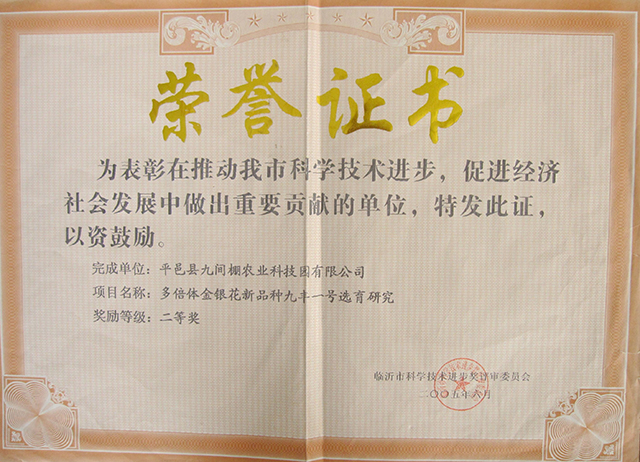 荣誉证书
为表彰在推动我市科学技术进步，促进经济
社会发展中做出重要贡献的单位，特发此证，
以资鼓励。
完成单位：平邑县九间棚农业科技园有限公司
项目名称：多倍体金银花新品种九丰一号选育研究
奖励等级：二等奖
临沂市科学技术进步奖评审委员会
二〇〇五年六月